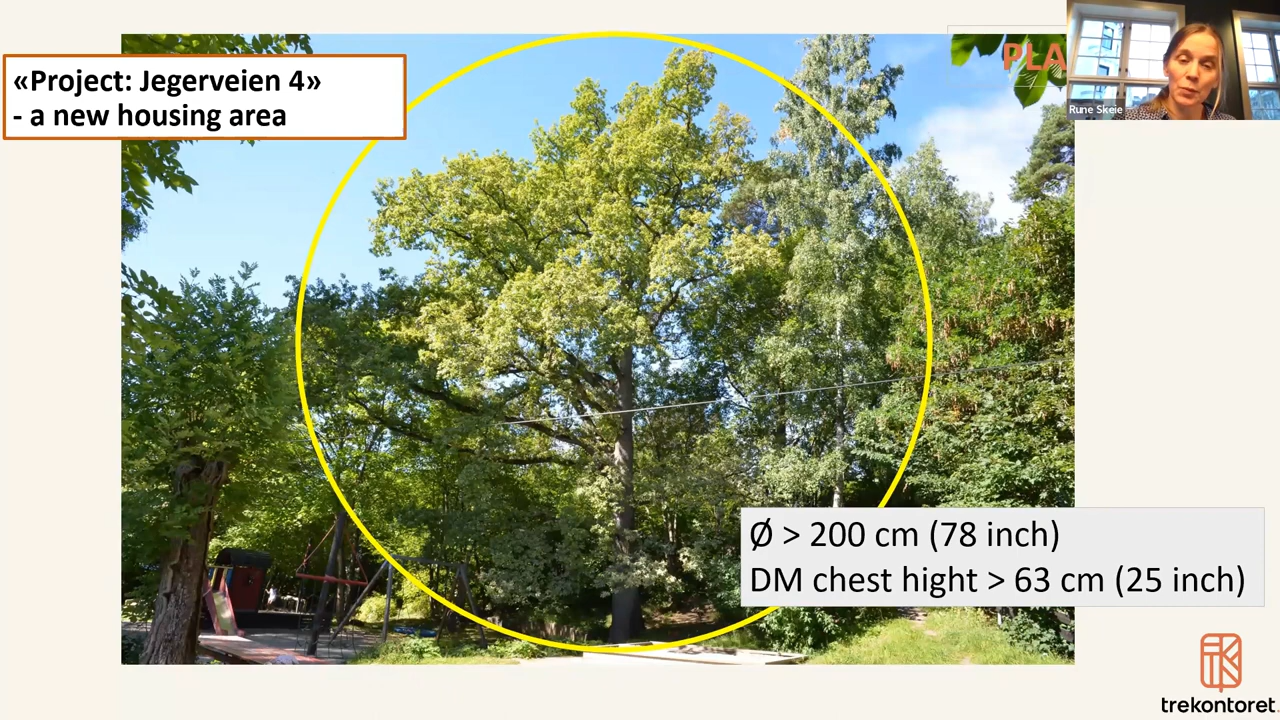 «Project: Jegerveien 4»
- a new housing area
PLA
Rune Skeie
Ø > 200 cm (78 inch)
DM chest hight > 63 cm (25 inch)
trekontoret.